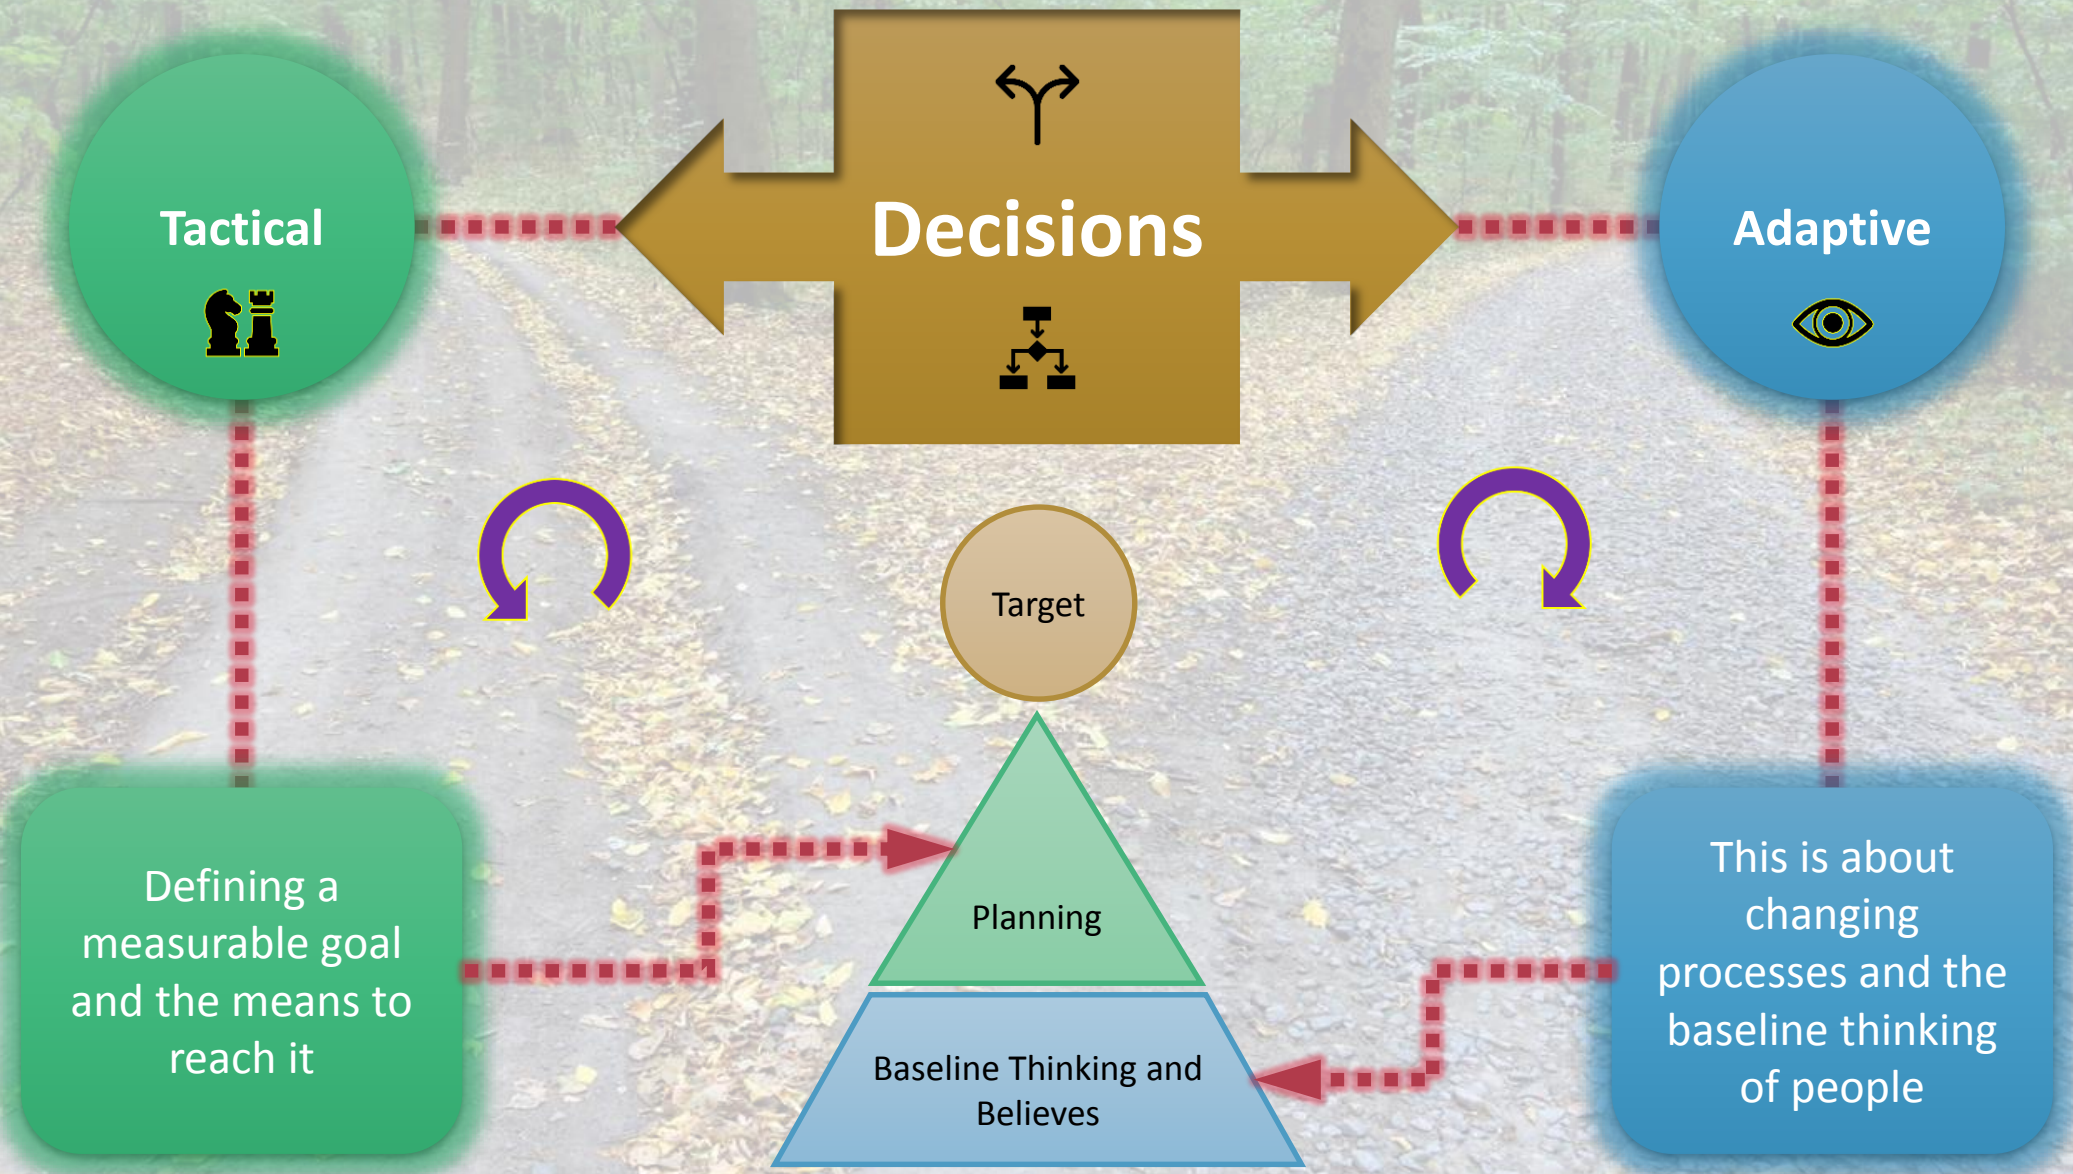 Decisions
Tactical
Adaptive
Target
Planning
Baseline Thinking and
Believes
Defining a
measurable goal
and the means to
reach it
This is about
changing
processes and the
baseline thinking
of people